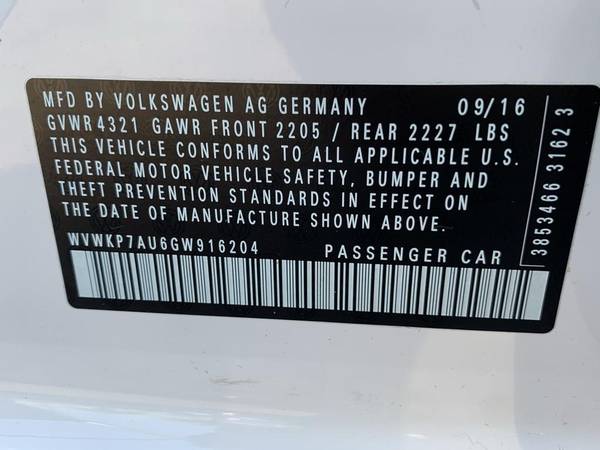 MFD BY VOLKSWAGEN AG GERMANY 09/16
GVWR 4321 GAWR FRONT 2205 / REAR 2227 LBS
THIS VEHICLE CONFORMS TO ALL APPLICABLE U.S.
FEDERAL MOTOR VEHICLE SAFETY, BUMPER AND
THEFT PREVENTION STANDARDS IN EFFECT ON
THE DATE OF MANUFACTURE SHOWN ABOVE.
WVWKP7AU6GW916204 PASSENGER CAR
3853466 3162 3